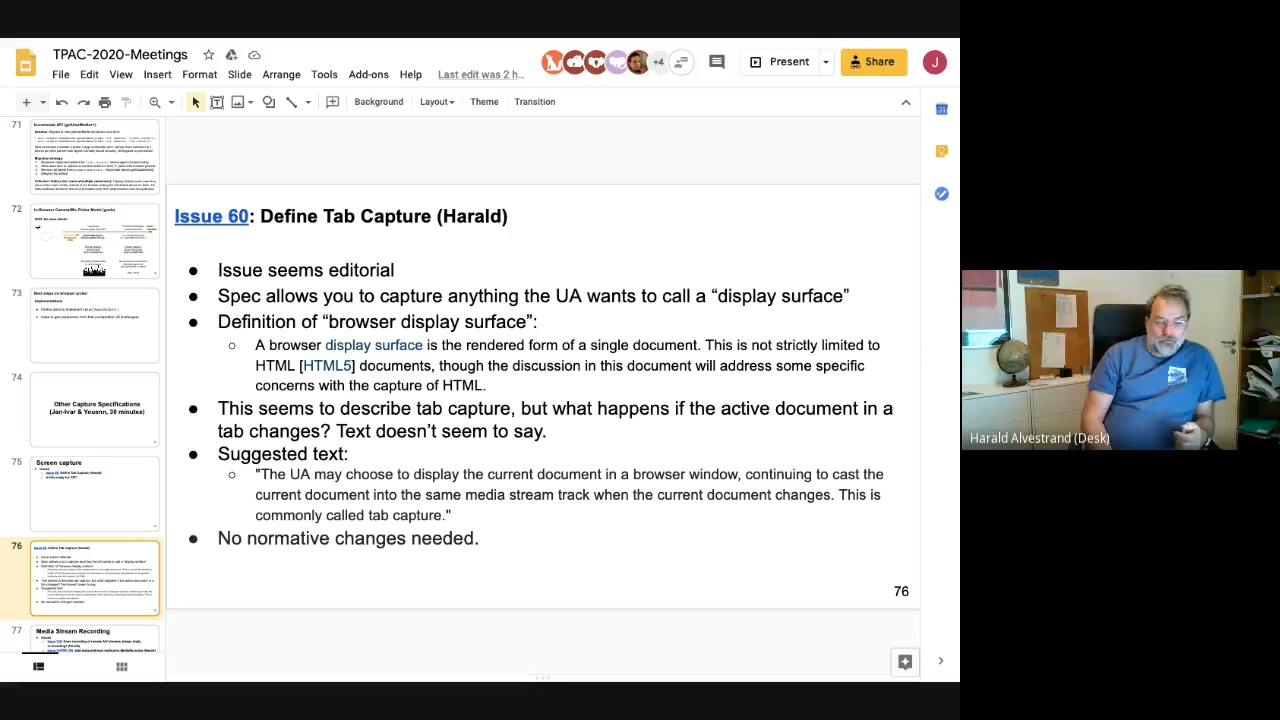 TPAC-2020-Meetings
File Edit View Insert Format Slide Arrange Tools Add-ons Help Last edit was 2 h...
+4
Present
Share
J
Background Layout Theme Transition
71
72
73
74
Other Capture Specifications
(Jan-Ivar & Youenn, 30 minutes)
75
Screen capture
76
77
Media Stream Recording
Issue 60: Define Tab Capture (Harald)
● Issue seems editorial
● Spec allows you to capture anything the UA wants to call a “display surface”
● Definition of “browser display surface”:
○ A browser display surface is the rendered form of a single document. This is not strictly limited to
HTML [HTML5] documents, though the discussion in this document will address some specific
concerns with the capture of HTML.
● This seems to describe tab capture, but what happens if the active document in a
tab changes? Text doesn’t seem to say.
● Suggested text:
○ "The UA may choose to display the current document in a browser window, continuing to cast the
current document into the same media stream track when the current document changes. This is
commonly called tab capture."
● No normative changes needed.
76
31
Harald Alvestrand (Desk)